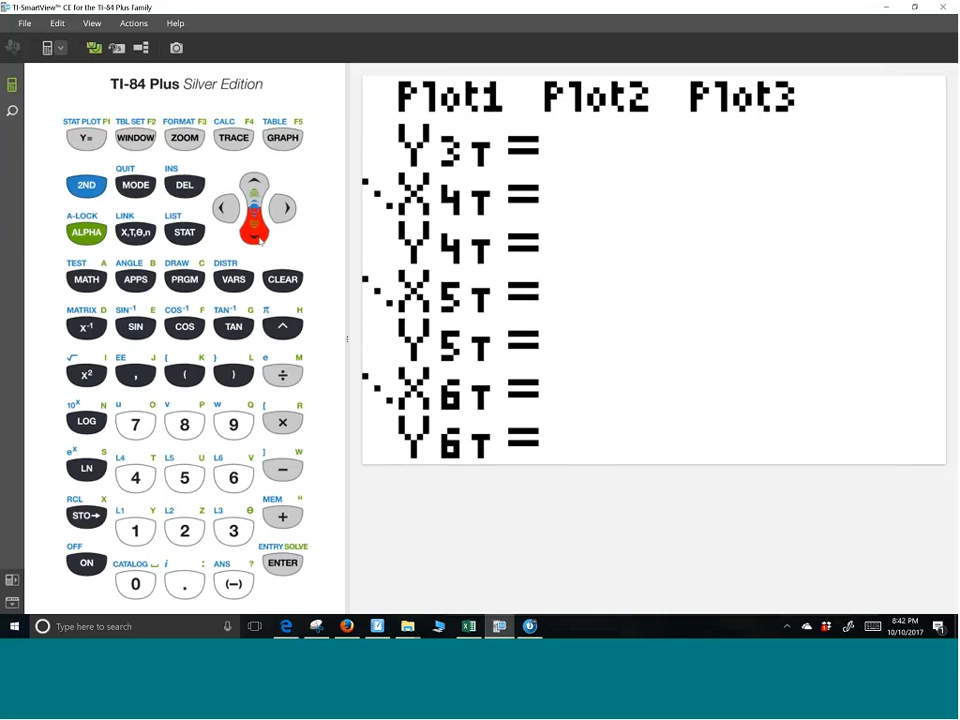 TI-SmartView™ CE for the TI-84 Plus Family
File Edit View Actions Help
TI-84 Plus Silver Edition
STAT PLOT F1 TBL SET F2 FORMAT F3 CALC F4 TABLE F5
Y= WINDOW ZOOM TRACE GRAPH
QUIT INS
2ND MODE DEL
A-LOCK LINK LIST
ALPHA X,T,θ,n STAT
TEST A ANGLE B DRAW C DISTR
MATH APPS PRGM VARS CLEAR
MATRIX D SIN⁻¹ E COS⁻¹ F TAN⁻¹ G π H
x⁻¹ SIN COS TAN ^
√ I EE J ( K ) L e M
x² , ( ) ÷
10ˣ N u O v P w Q [ R
LOG 7 8 9 ×
eˣ S L4 T L5 U L6 V ] W
LN 4 5 6 −
RCL X L1 Y L2 Z L3 θ MEM "
STO→ 1 2 3 +
OFF CATALOG ⎵ i : ANS ? ENTRY SOLVE
ON 0 . (−) ENTER
Plot1 Plot2 Plot3
Y3T=
X4T=
Y4T=
X5T=
Y5T=
X6T=
Y6T=
Type here to search
8:42 PM
10/10/2017